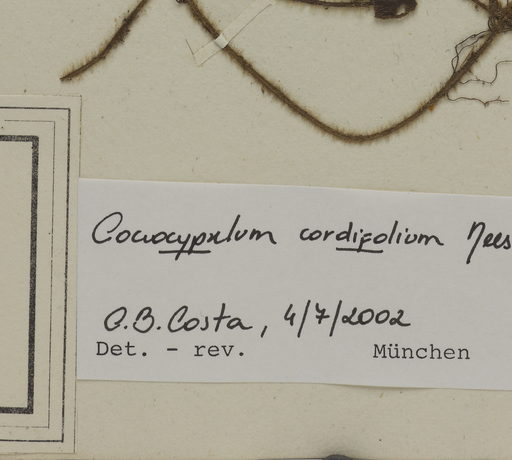 Cococypselum cordifolium Nees
C.B. Costa, 4/7/2002
Det. - rev. München